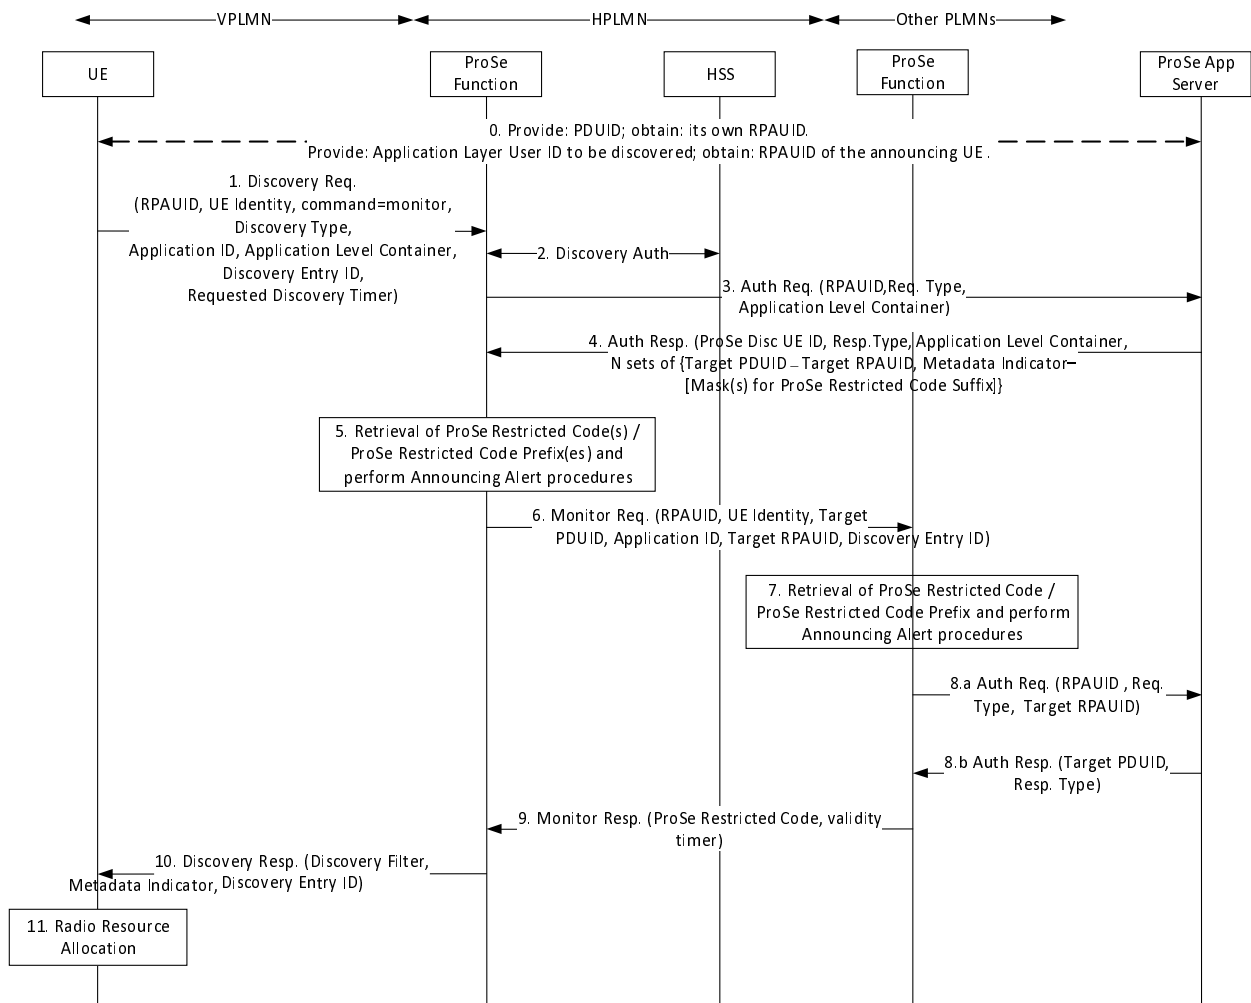 VPLMN
HPLMN
Other PLMNs
UE
ProSe
Function
HSS
ProSe
Function
ProSe App
Server
0. Provide: PDUID; obtain: its own RPAUID.
Provide: Application Layer User ID to be discovered; obtain: RPAUID of the announcing UE .
1. Discovery Req.
(RPAUID, UE Identity, command=monitor,
Discovery Type,
Application ID, Application Level Container,
Discovery Entry ID,
Requested Discovery Timer)
2. Discovery Auth
3. Auth Req. (RPAUID,Req. Type,
Application Level Container)
4. Auth Resp. (ProSe Disc UE ID, Resp.Type, Application Level Container,
N sets of {Target PDUID – Target RPAUID, Metadata Indicator–
[Mask(s) for ProSe Restricted Code Suffix]}
5. Retrieval of ProSe Restricted Code(s) /
ProSe Restricted Code Prefix(es) and
perform Announcing Alert procedures
6. Monitor Req. (RPAUID, UE Identity, Target
PDUID, Application ID, Target RPAUID, Discovery Entry ID)
7. Retrieval of ProSe Restricted Code /
ProSe Restricted Code Prefix and perform
Announcing Alert procedures
8.a Auth Req. (RPAUID , Req.
Type, Target RPAUID)
8.b Auth Resp. (Target PDUID,
Resp. Type)
9. Monitor Resp. (ProSe Restricted Code, validity
timer)
10. Discovery Resp. (Discovery Filter,
Metadata Indicator, Discovery Entry ID)
11. Radio Resource
Allocation